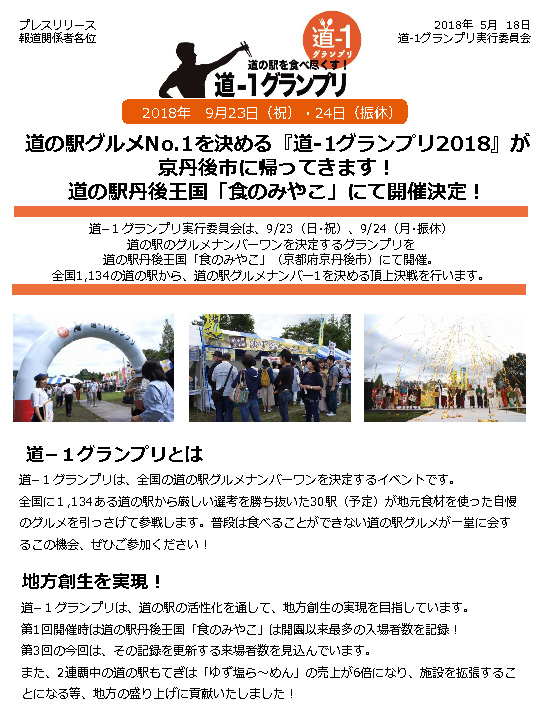 プレスリリース
報道関係者各位
2018年 5月 18日
道-1グランプリ実行委員会
道-1
グランプリ
道の駅を食べ尽くす！
道-1グランプリ
2018年 9月23日（祝）・24日（振休）
道の駅グルメNo.1を決める『道-1グランプリ2018』が
京丹後市に帰ってきます！
道の駅丹後王国「食のみやこ」にて開催決定！
道−１グランプリ実行委員会は、9/23（日･祝）、9/24（月･振休）
道の駅のグルメナンバーワンを決定するグランプリを
道の駅丹後王国「食のみやこ」（京都府京丹後市）にて開催。
全国1,134の道の駅から、道の駅グルメナンバー1を決める頂上決戦を行います。
道-1グランプリ
道−１グランプリとは
道−１グランプリは、全国の道の駅グルメナンバーワンを決定するイベントです。
全国に１,134ある道の駅から厳しい選考を勝ち抜いた30駅（予定）が地元食材を使った自慢
のグルメを引っさげて参戦します。普段は食べることができない道の駅グルメが一堂に会す
るこの機会、ぜひご参加ください！
地方創生を実現！
道−１グランプリは、道の駅の活性化を通して、地方創生の実現を目指しています。
第1回開催時は道の駅丹後王国「食のみやこ」は開園以来最多の入場者数を記録！
第3回の今回は、その記録を更新する来場者数を見込んでいます。
また、2連覇中の道の駅もてぎは「ゆず塩ら～めん」の売上が6倍になり、施設を拡張するこ
とになる等、地方の盛り上げに貢献いたしました！